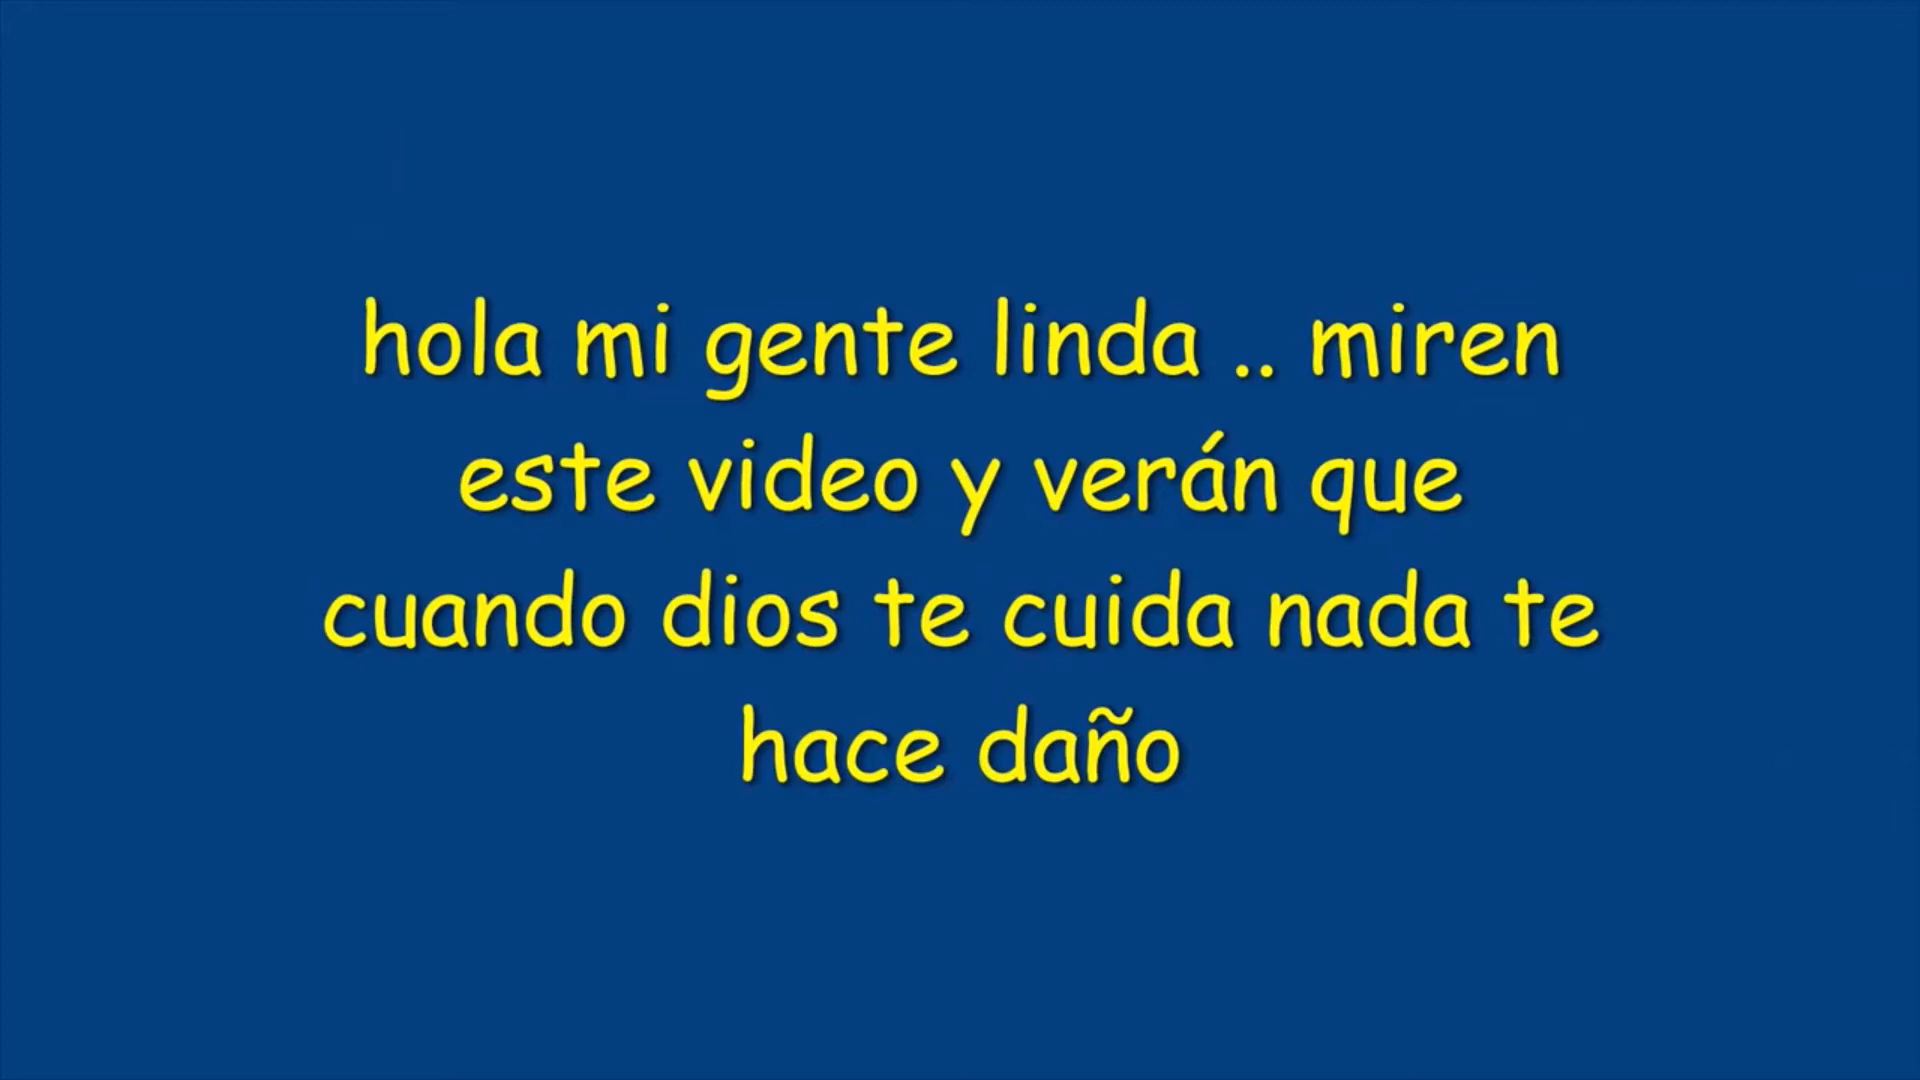 hola mi gente linda .. miren
este video y verán que
cuando dios te cuida nada te
hace daño